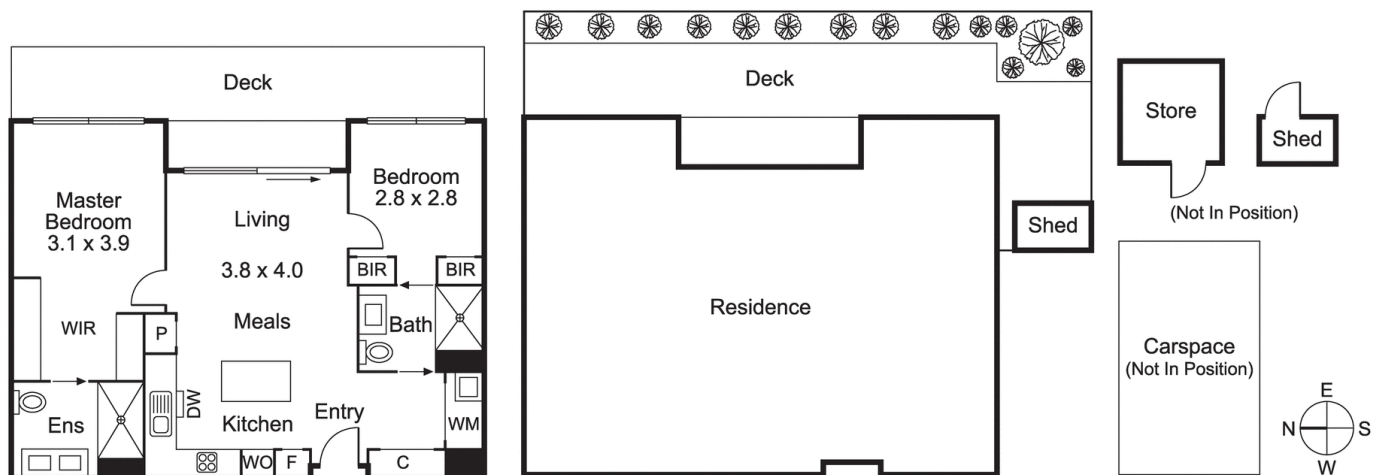 Deck
Master
Bedroom
3.1 x 3.9
Living
3.8 x 4.0
Bedroom
2.8 x 2.8
BIR
BIR
WIR
P
Meals
Bath
DW
Ens
Kitchen
Entry
WM
WO
F
C
Deck
Residence
Shed
Store
Shed
(Not In Position)
Carspace
(Not In Position)
E
N
S
W